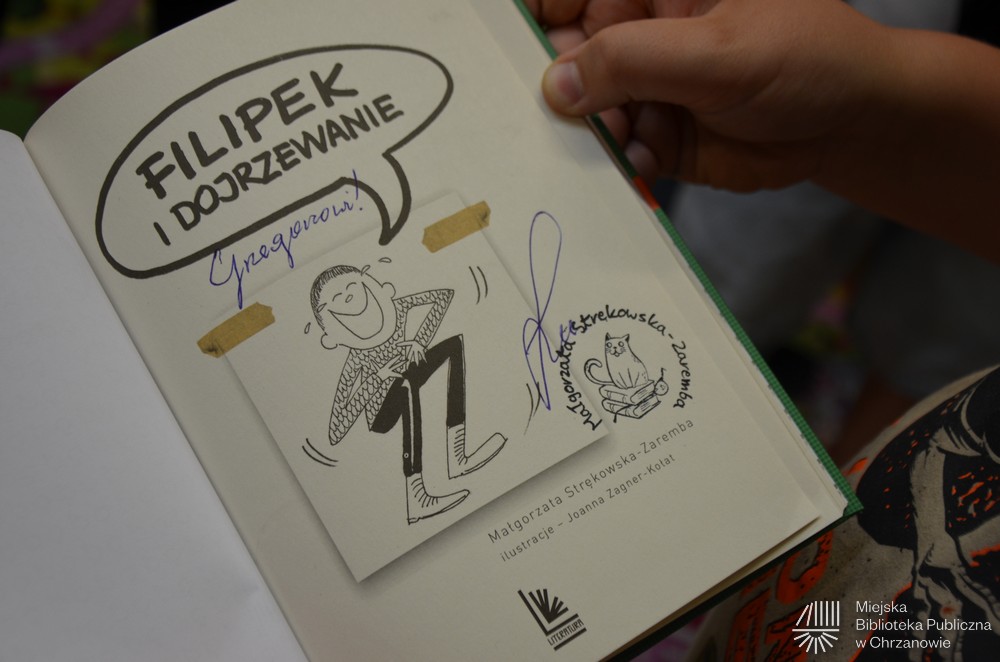 FILIPEK
I DOJRZEWANIE
Grzegorzowi!
Małgorzata Strękowska-Zaremba
Małgorzata Strękowska-Zaremba
ilustracje – Joanna Zagner-Kołat
LITERATURA
Miejska
Biblioteka Publiczna
w Chrzanowie